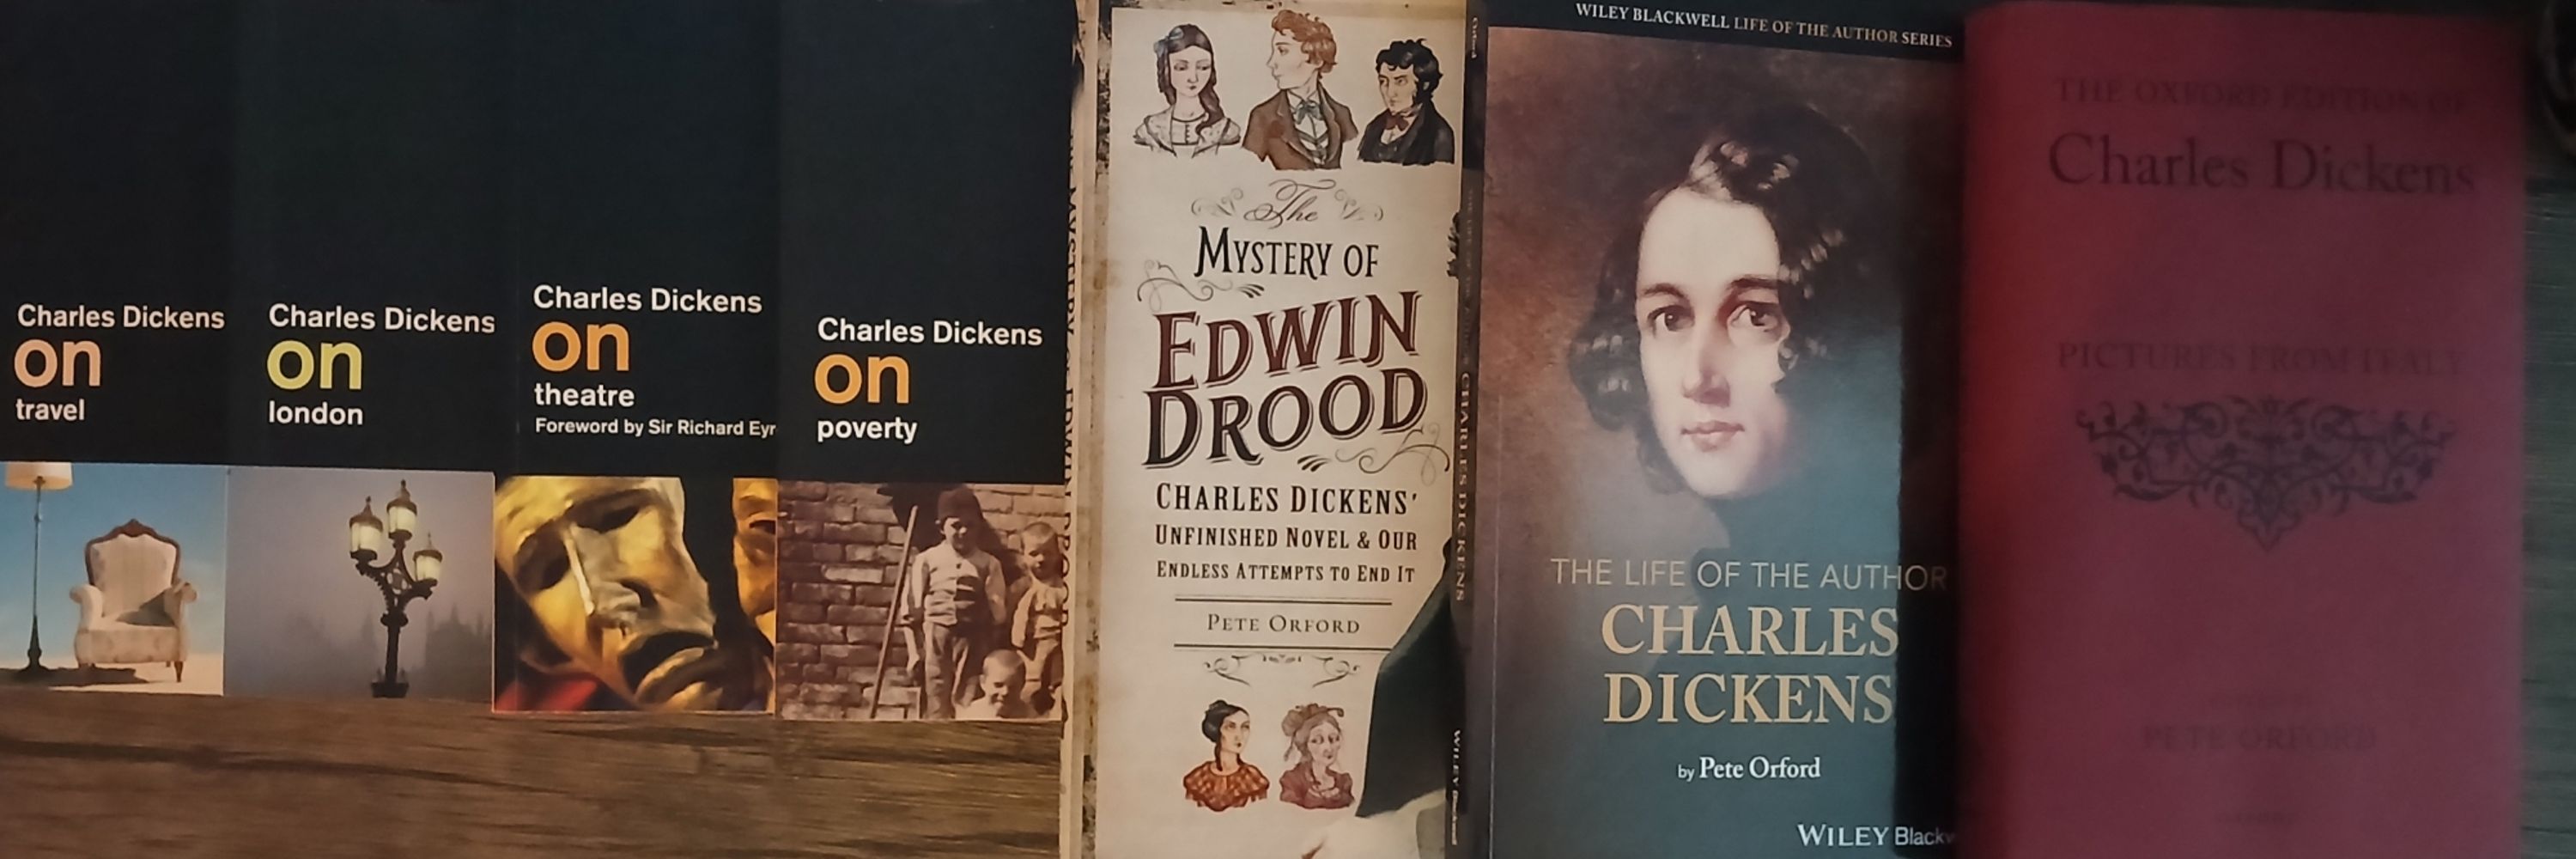 Charles Dickens
on
travel
Charles Dickens
on
london
Charles Dickens
on
theatre
Foreword by Sir Richard Eyr
Charles Dickens
on
poverty
The
MYSTERY OF
EDWIN
DROOD
CHARLES DICKENS'
UNFINISHED NOVEL & OUR
ENDLESS ATTEMPTS TO END IT
PETE ORFORD
CHARLES DICKENS
WILEY Blackwell
WILEY BLACKWELL LIFE OF THE AUTHOR SERIES
THE LIFE OF THE AUTHOR
CHARLES
DICKENS
by Pete Orford
WILEY Blackw
THE OXFORD EDITION OF
Charles Dickens
PICTURES FROM ITALY
PETE ORFORD